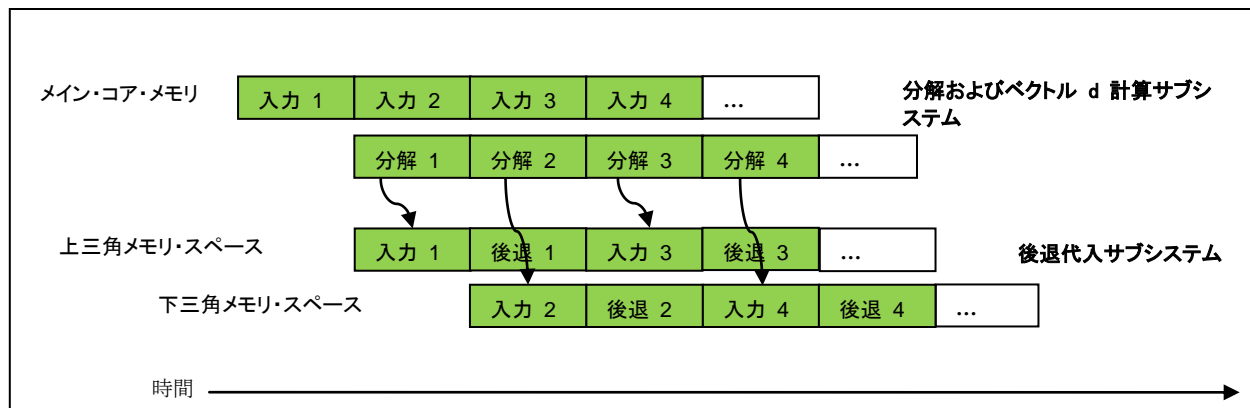 メイン・コア・メモリ
入力 1 入力 2 入力 3 入力 4 ...
分解およびベクトル d 計算サブシ
ステム
分解 1 分解 2 分解 3 分解 4 ...
上三角メモリ・スペース
入力 1 後退 1 入力 3 後退 3 ...
後退代入サブシステム
下三角メモリ・スペース
入力 2 後退 2 入力 4 後退 4 ...
時間